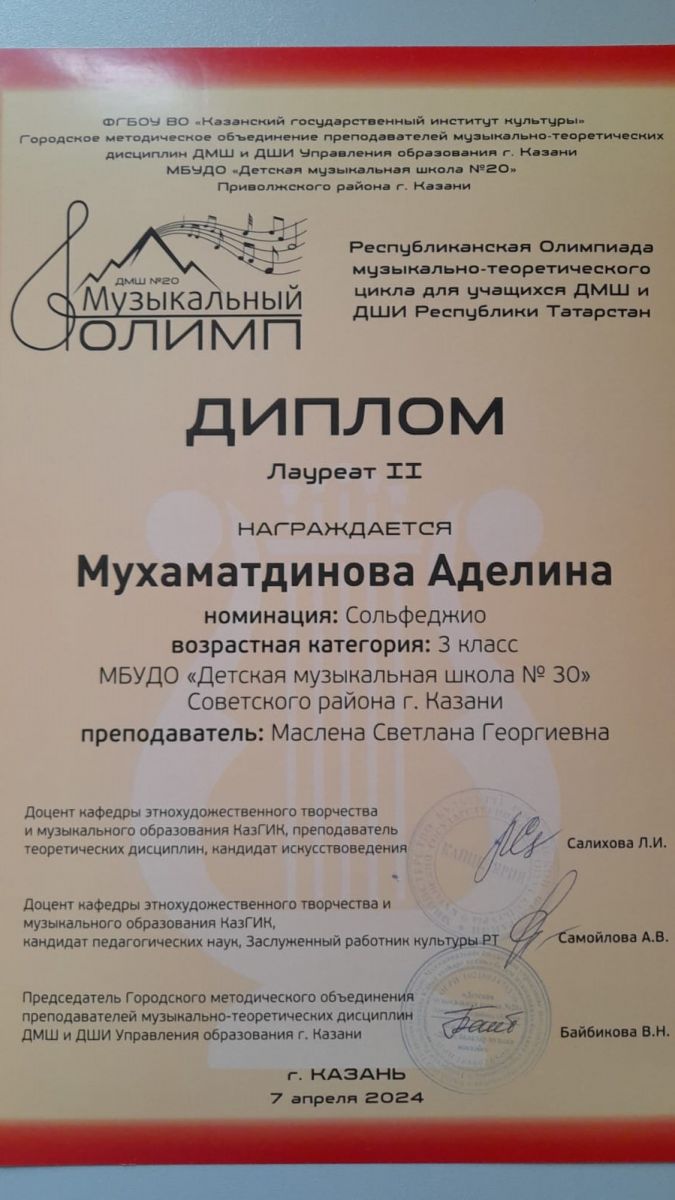 ФГБОУ ВО «Казанский государственный институт культуры»
Городское методическое объединение преподавателей музыкально-теоретических
дисциплин ДМШ и ДШИ Управления образования г. Казани
МБУДО «Детская музыкальная школа №20»
Приволжского района г. Казани
ДМШ №20
Музыкальный
ОЛИМП
Республиканская Олимпиада
музыкально-теоретического
цикла для учащихся ДМШ и
ДШИ Республики Татарстан
ДИПЛОМ
Лауреат II
НАГРАЖДАЕТСЯ
Мухаматдинова Аделина
номинация: Сольфеджио
возрастная категория: 3 класс
МБУДО «Детская музыкальная школа № 30»
Советского района г. Казани
преподаватель: Маслена Светлана Георгиевна
Доцент кафедры этнохудожественного творчества
и музыкального образования КазГИК, преподаватель
теоретических дисциплин, кандидат искусствоведения
Салихова Л.И.
КАНЦЕЛЯРИЯ
Доцент кафедры этнохудожественного творчества и
музыкального образования КазГИК,
кандидат педагогических наук, Заслуженный работник культуры РТ
Самойлова А.В.
Председатель Городского методического объединения
преподавателей музыкально-теоретических дисциплин
ДМШ и ДШИ Управления образования г. Казани
Байбикова В.Н.
г. КАЗАНЬ
7 апреля 2024